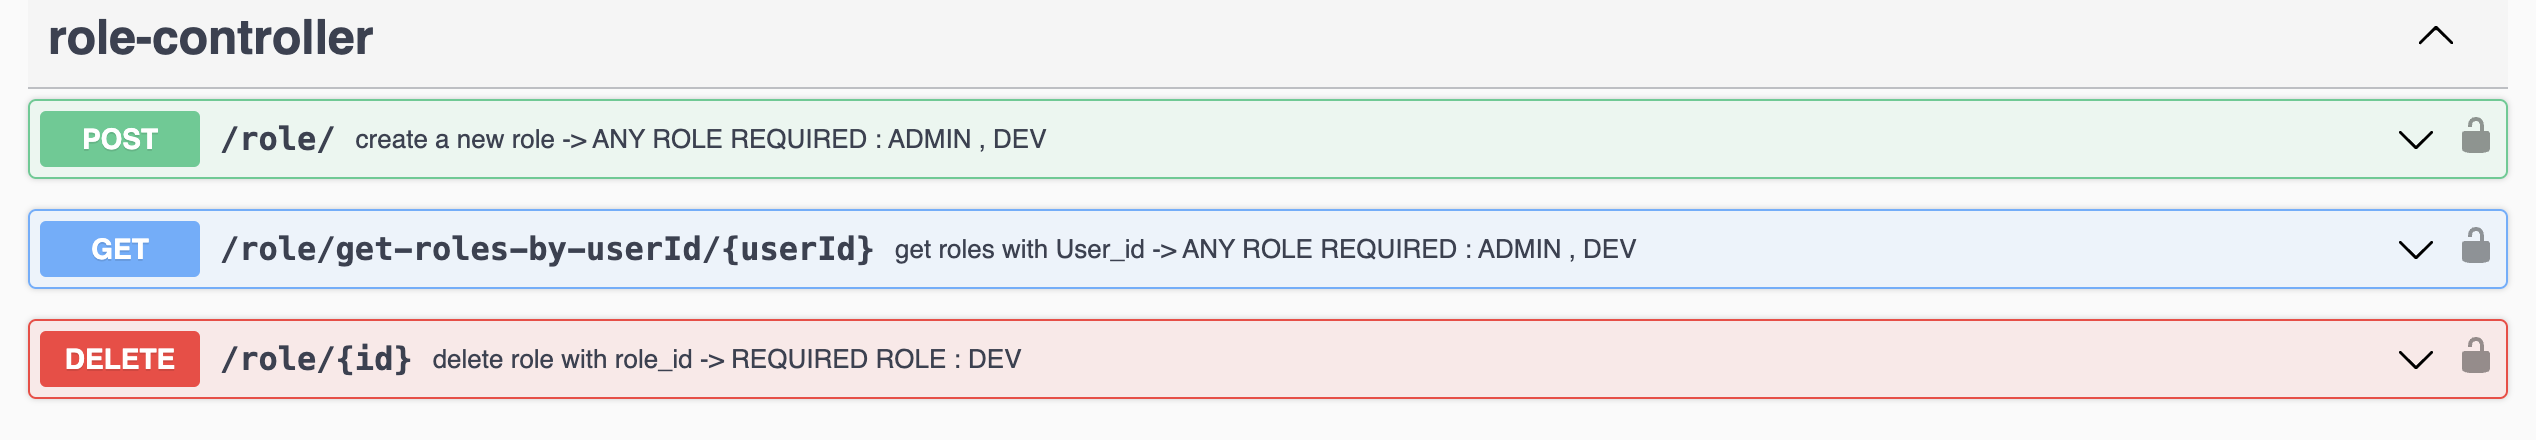 role-controller
POST /role/ create a new role -> ANY ROLE REQUIRED : ADMIN , DEV
GET /role/get-roles-by-userId/{userId} get roles with User_id -> ANY ROLE REQUIRED : ADMIN , DEV
DELETE /role/{id} delete role with role_id -> REQUIRED ROLE : DEV